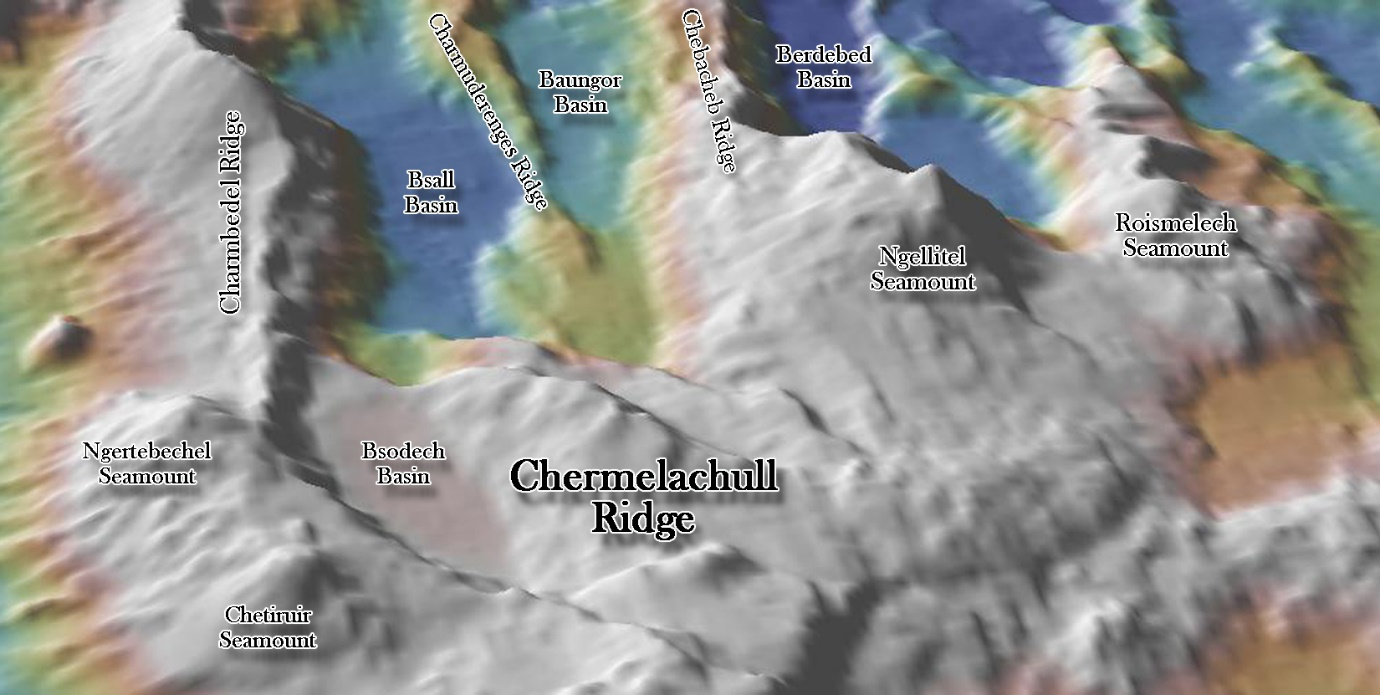 Charmuderenges Ridge
Chebacheb Ridge
Berdebed
Basin
Baungor
Basin
Charmbedel Ridge
Bsall
Basin
Roismelech
Seamount
Ngellitel
Seamount
Ngertebechel
Seamount
Bsodech
Basin
Chermelachull
Ridge
Chetiruir
Seamount